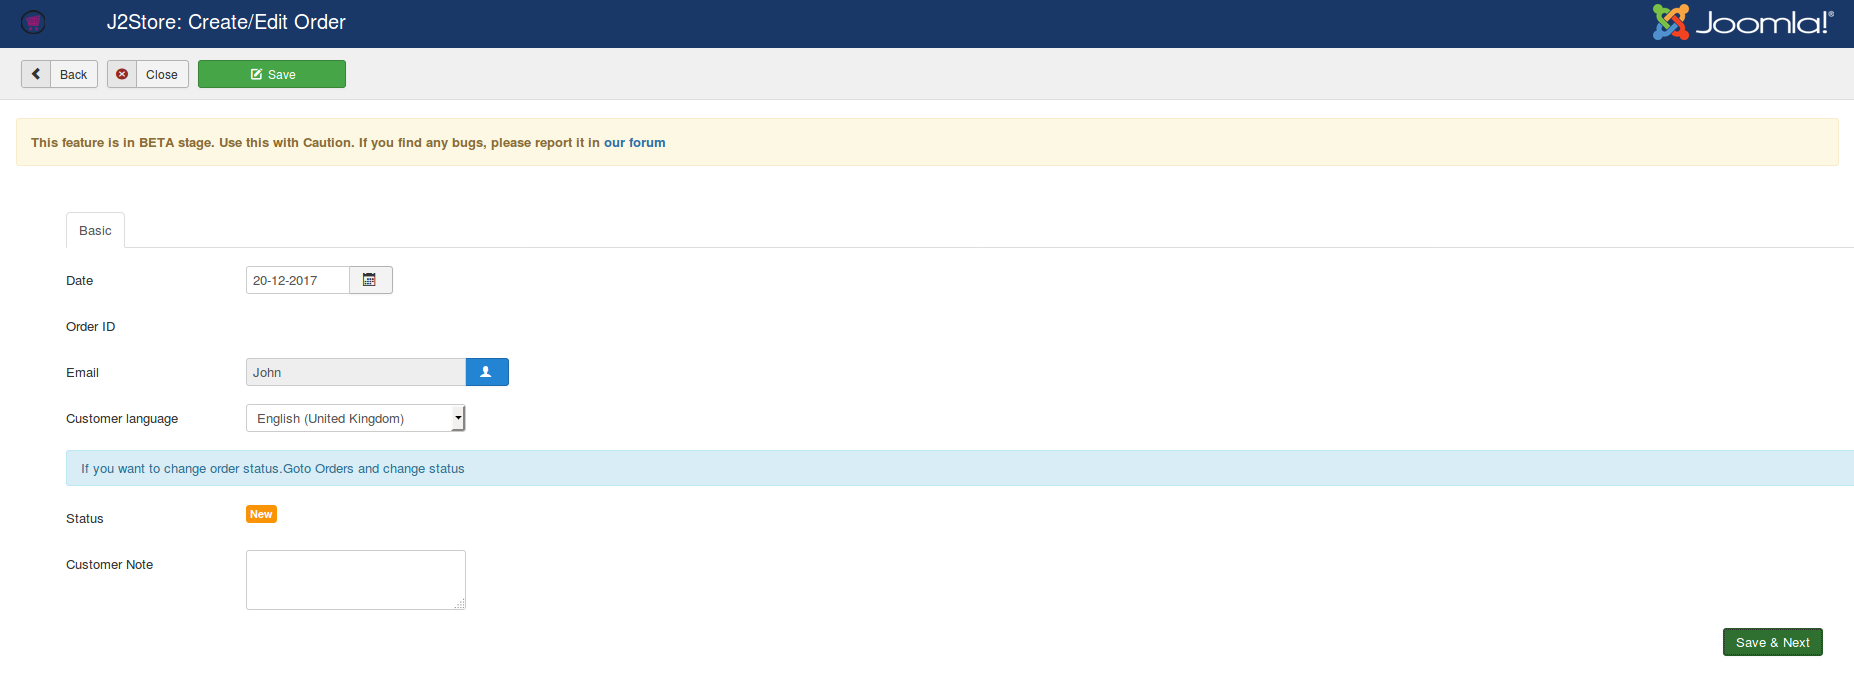 J2Store: Create/Edit Order
Joomla!®
Back
Close
Save
This feature is in BETA stage. Use this with Caution. If you find any bugs, please report it in our forum
Basic
Date
20-12-2017
Order ID
Email
John
Customer language
English (United Kingdom)
If you want to change order status.Goto Orders and change status
Status
New
Customer Note
Save & Next